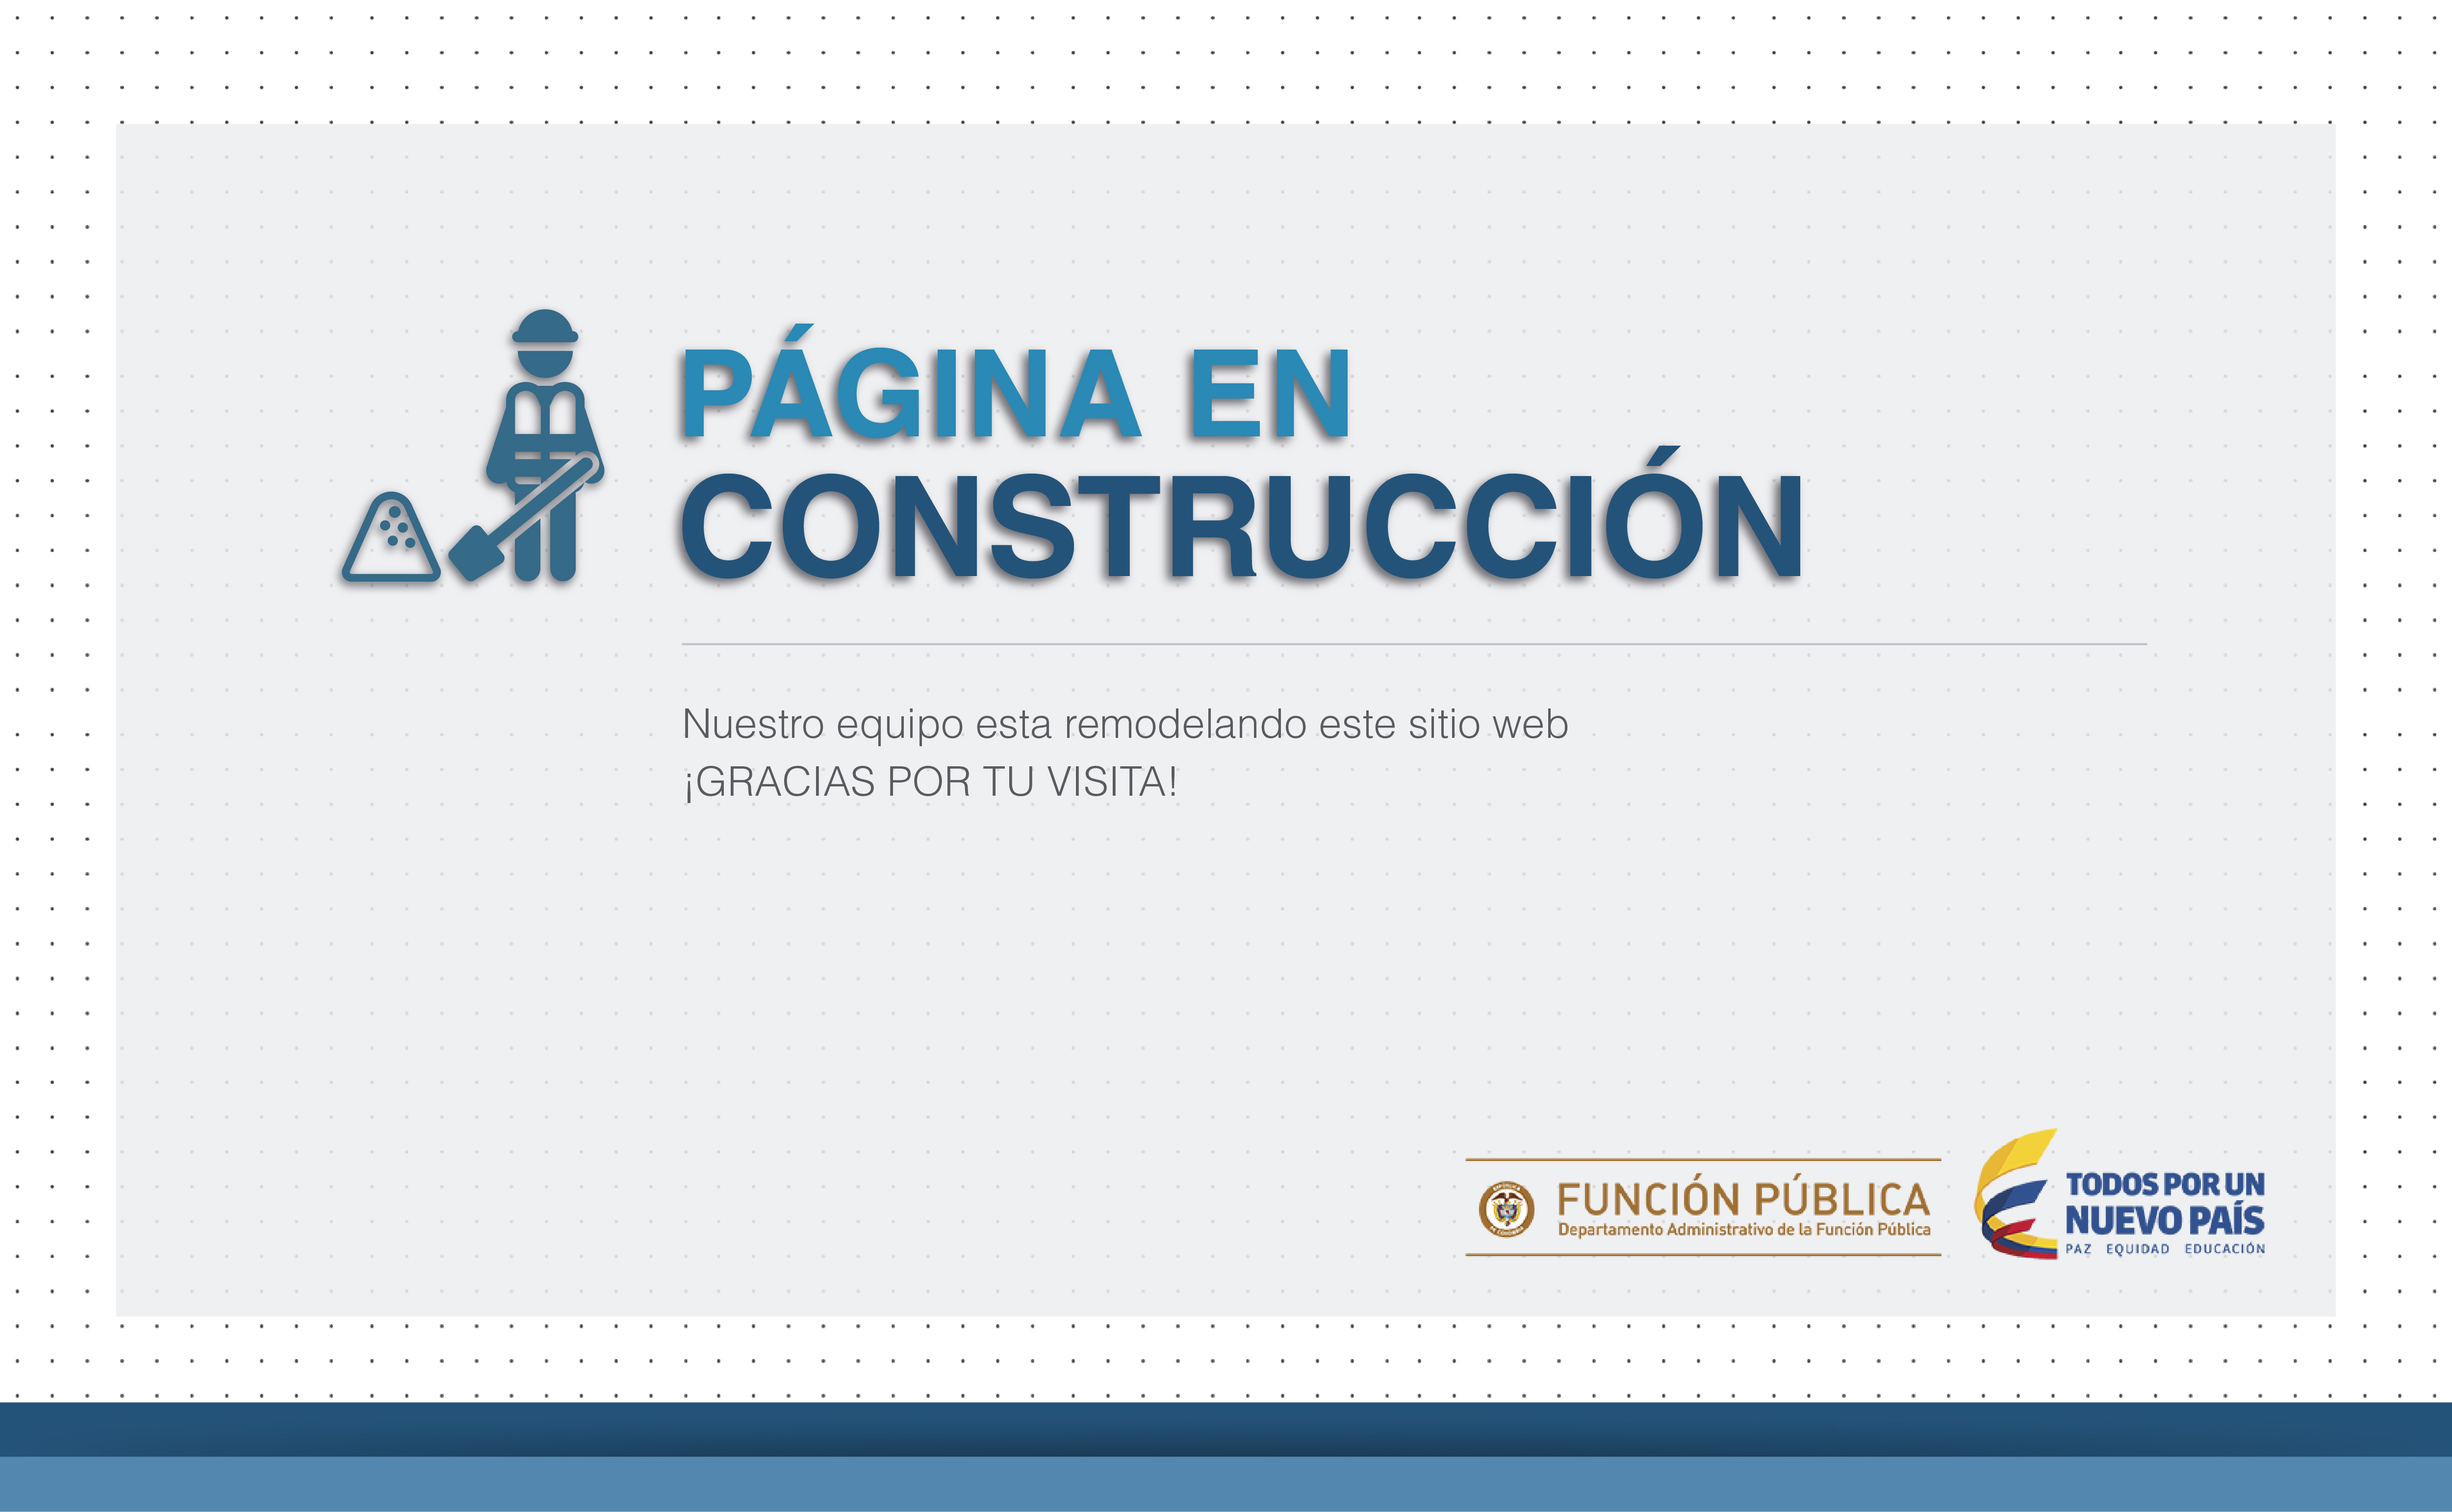 PÁGINA EN
CONSTRUCCIÓN
Nuestro equipo esta remodelando este sitio web
¡GRACIAS POR TU VISITA!
FUNCIÓN PÚBLICA
Departamento Administrativo de la Función Pública
TODOS POR UN
NUEVO PAÍS
PAZ EQUIDAD EDUCACIÓN